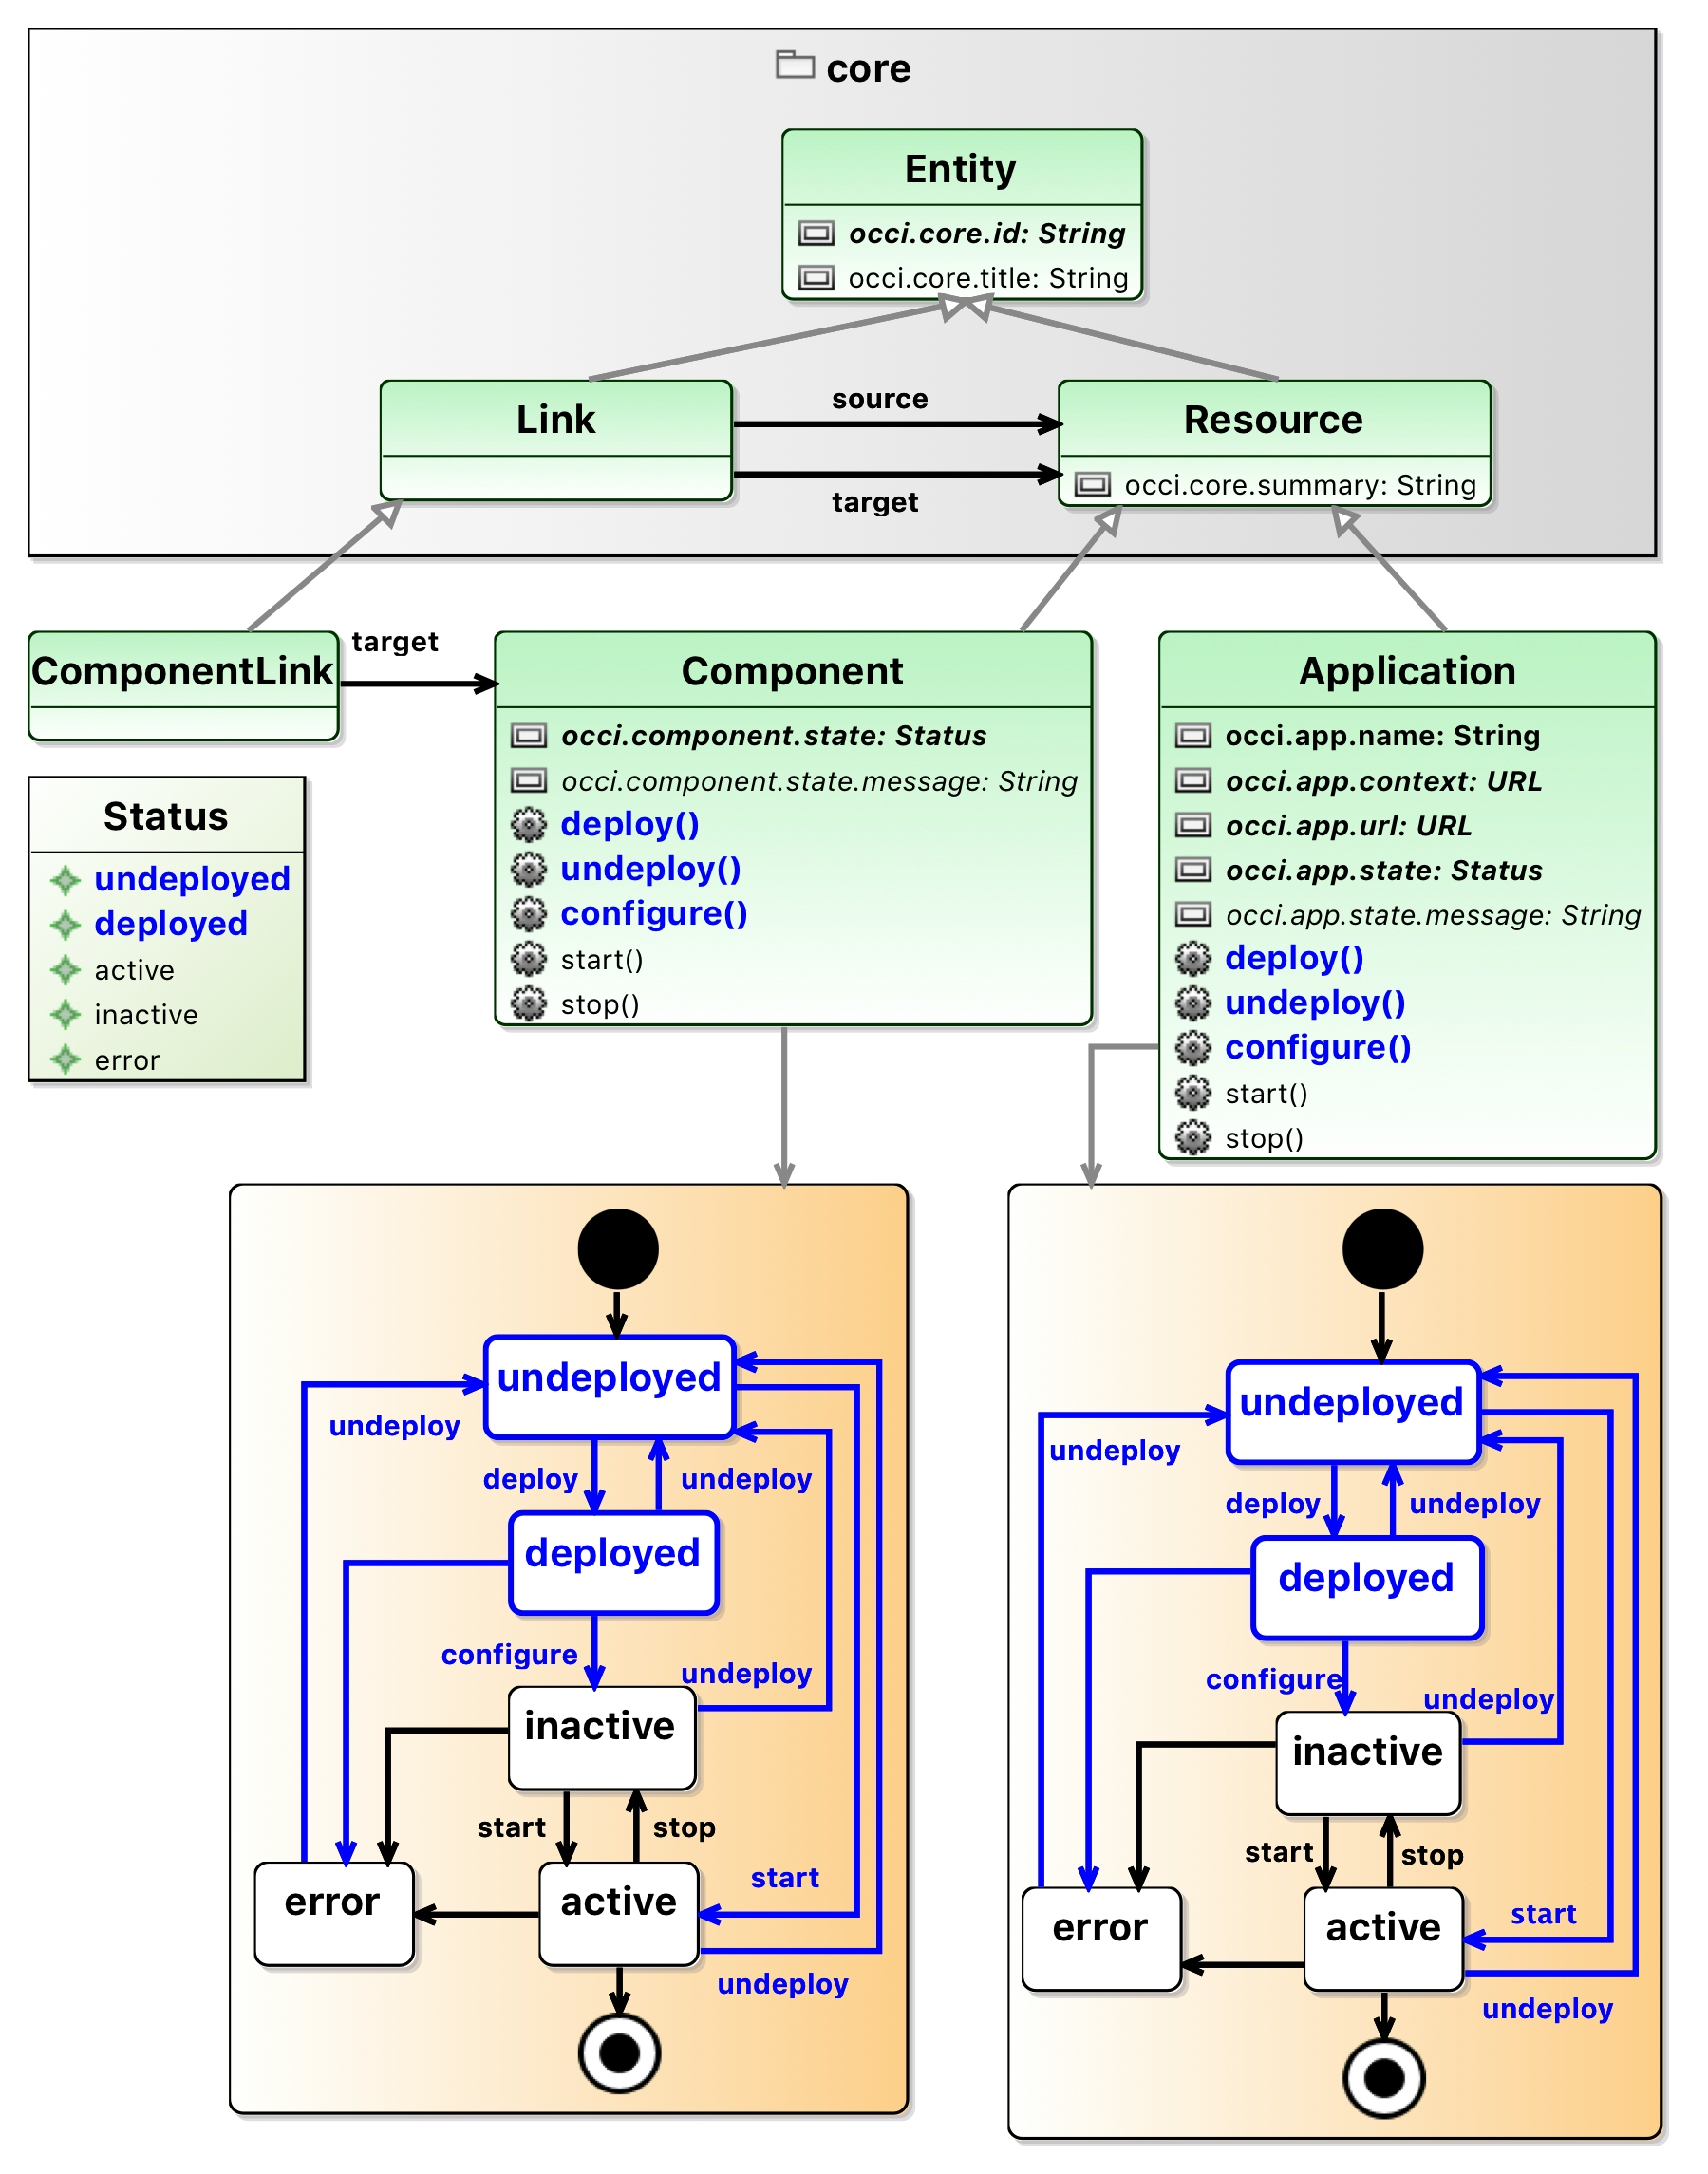 core
Entity
occi.core.id: String
occi.core.title: String
Link
source
target
Resource
occi.core.summary: String
ComponentLink
target
Component
occi.component.state: Status
occi.component.state.message: String
deploy()
undeploy()
configure()
start()
stop()
Application
occi.app.name: String
occi.app.context: URL
occi.app.url: URL
occi.app.state: Status
occi.app.state.message: String
deploy()
undeploy()
configure()
start()
stop()
Status
undeployed
deployed
active
inactive
error
undeployed
undeploy
deploy
undeploy
deployed
configure
undeploy
inactive
start
stop
start
error
active
undeploy
undeployed
undeploy
deploy
undeploy
deployed
configure
undeploy
inactive
start
stop
start
error
active
undeploy